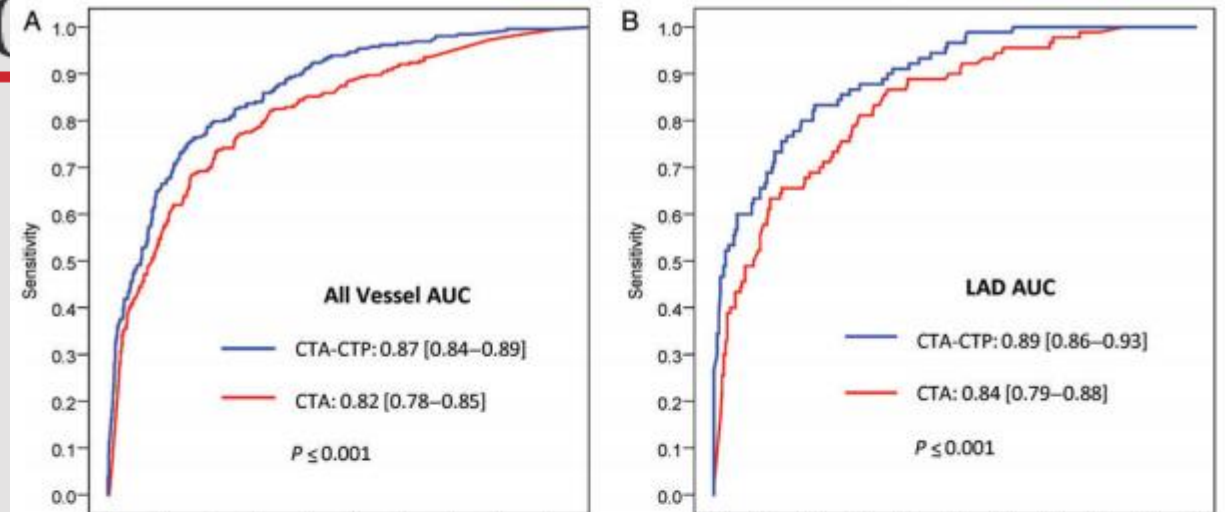 A
1.0
0.9
0.8
0.7
0.6
0.5
0.4
0.3
0.2
0.1
0.0
Sensitivity
All Vessel AUC
CTA-CTP: 0.87 [0.84–0.89]
CTA: 0.82 [0.78–0.85]
P ≤ 0.001
B
1.0
0.9
0.8
0.7
0.6
0.5
0.4
0.3
0.2
0.1
0.0
Sensitivity
LAD AUC
CTA-CTP: 0.89 [0.86–0.93]
CTA: 0.84 [0.79–0.88]
P ≤ 0.001